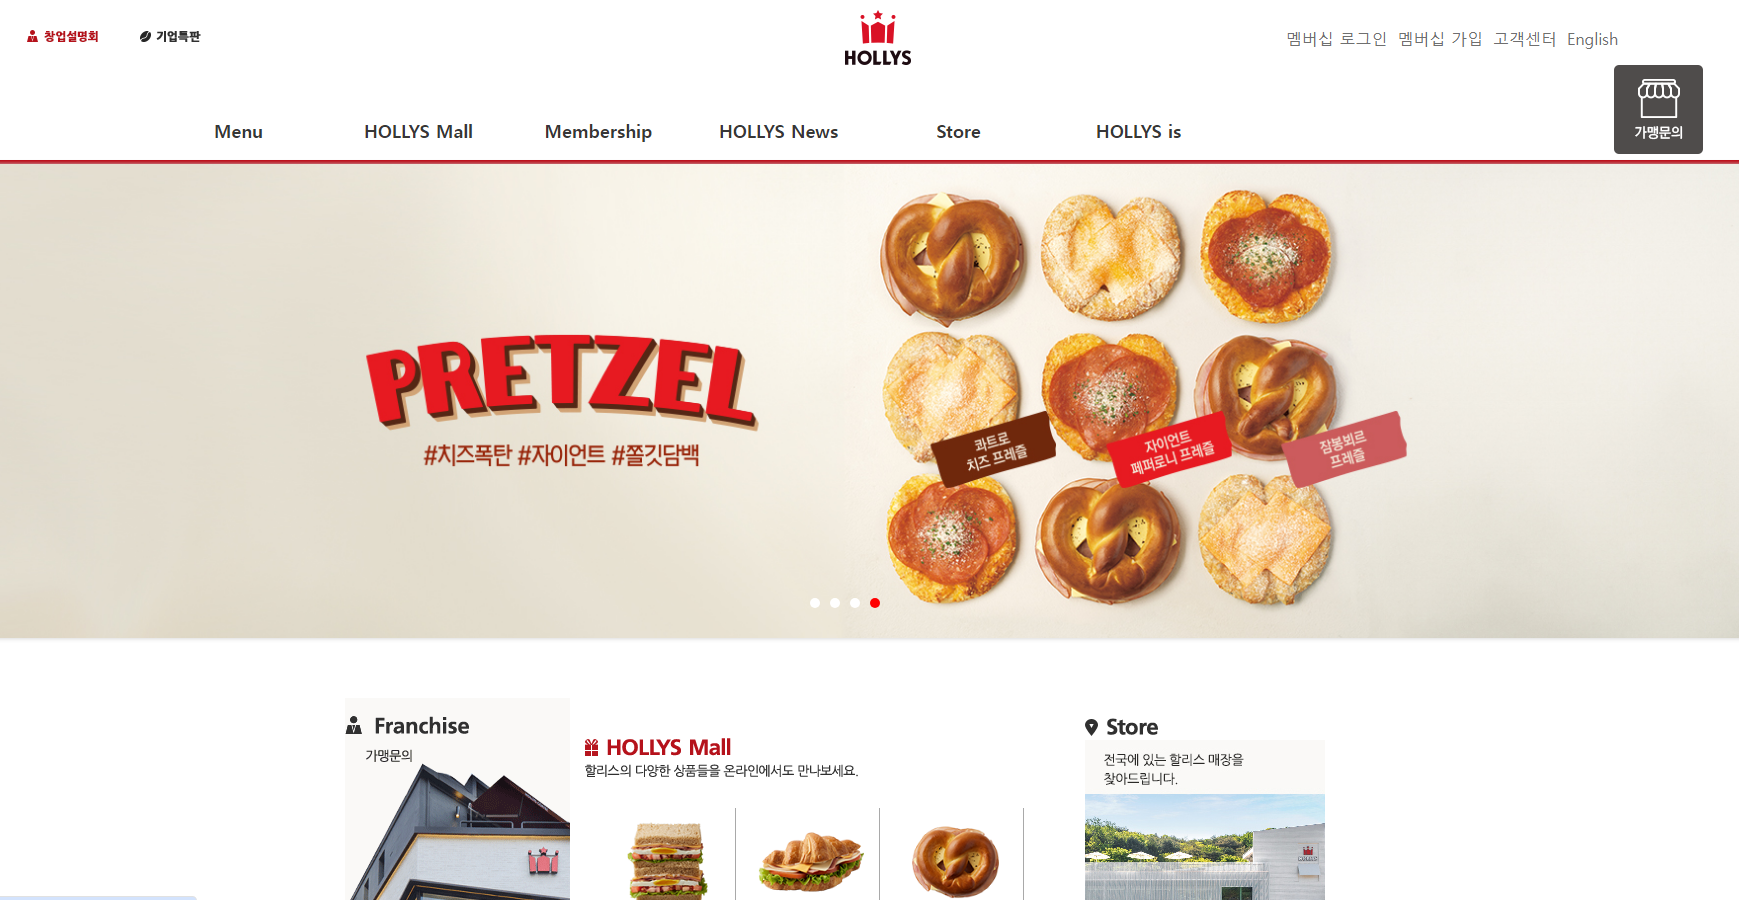 창업설명회
기업특판
HOLLYS
멤버십 로그인 멤버십 가입 고객센터 English
가맹문의
Menu
HOLLYS Mall
Membership
HOLLYS News
Store
HOLLYS is
PRETZEL
#치즈폭탄 #자이언트 #쫄깃담백
콰트로
치즈 프레즐
자이언트
페퍼로니 프레즐
잠봉뵈르
프레즐
Franchise
가맹문의
HOLLYS Mall
할리스의 다양한 상품들을 온라인에서도 만나보세요.
Store
전국에 있는 할리스 매장을
찾아드립니다.